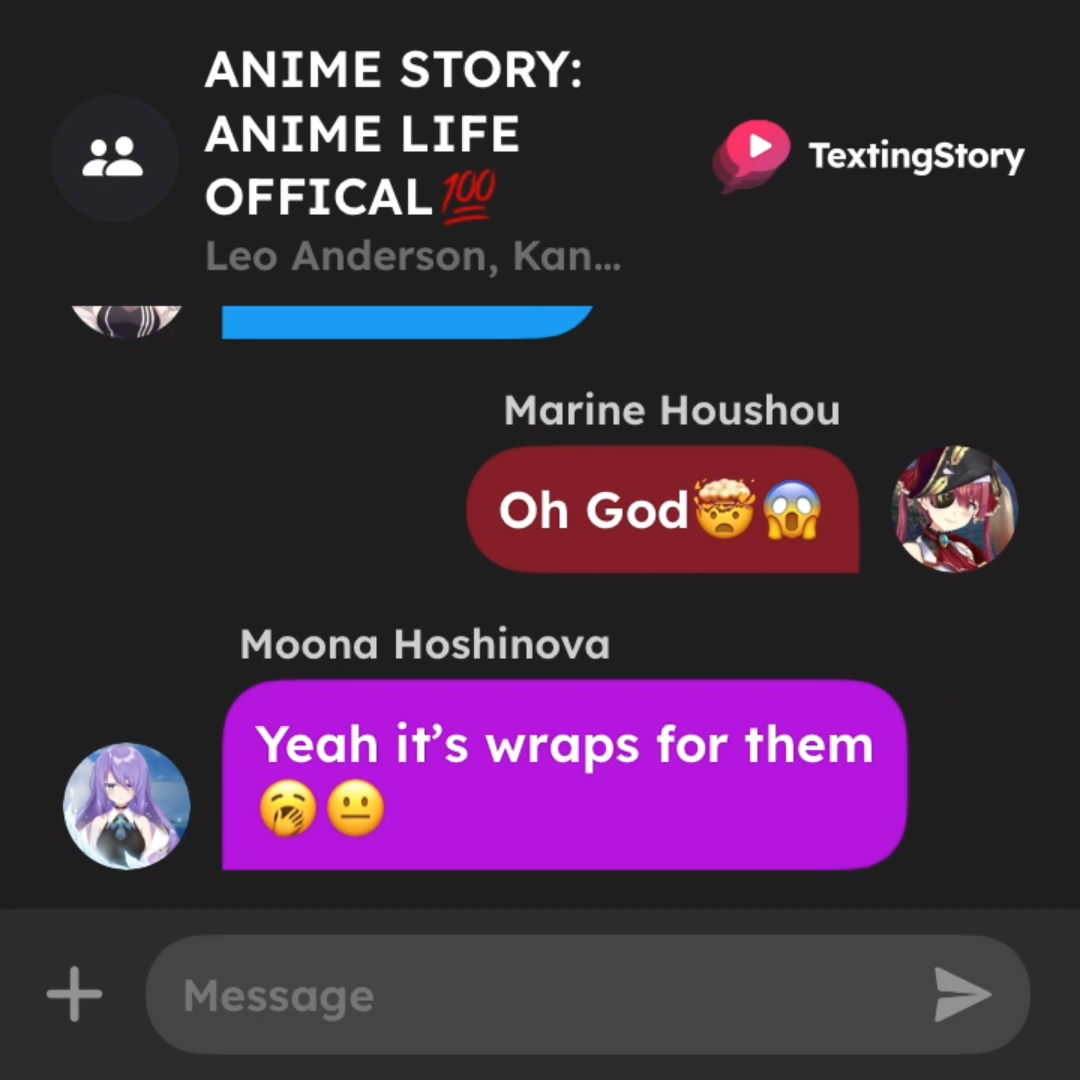 ANIME STORY:
ANIME LIFE
OFFICAL💯
TextingStory
Leo Anderson, Kan...
Marine Houshou
Oh God🤯😱
Moona Hoshinova
Yeah it’s wraps for them
🥱😐
Message